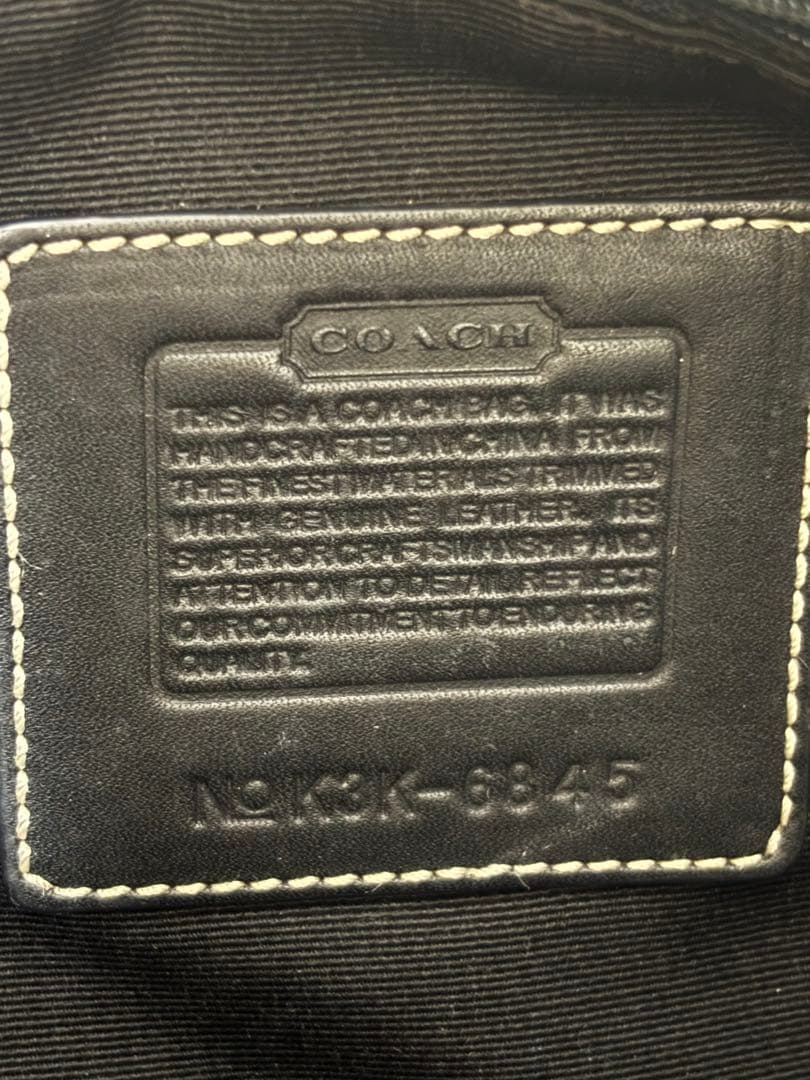 COACH
THIS IS A COACH BAG. IT WAS
HANDCRAFTED IN CHINA FROM
THE FINEST MATERIALS TRIMMED
WITH GENUINE LEATHER. ITS
SUPERIOR CRAFTSMANSHIP AND
ATTENTION TO DETAIL REFLECT
OUR COMMITMENT TO ENDURING
QUALITY.
No K3K-6845